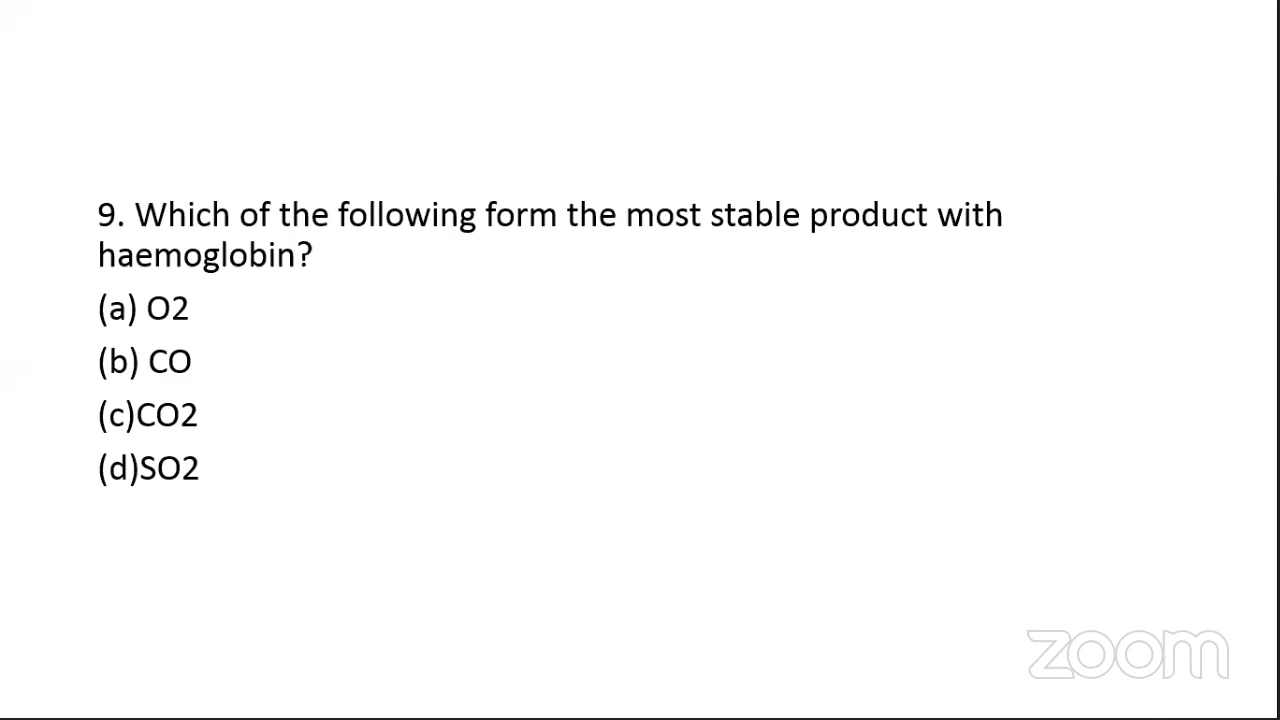 9. Which of the following form the most stable product with
haemoglobin?
(a) O2
(b) CO
(c)CO2
(d)SO2
zoom